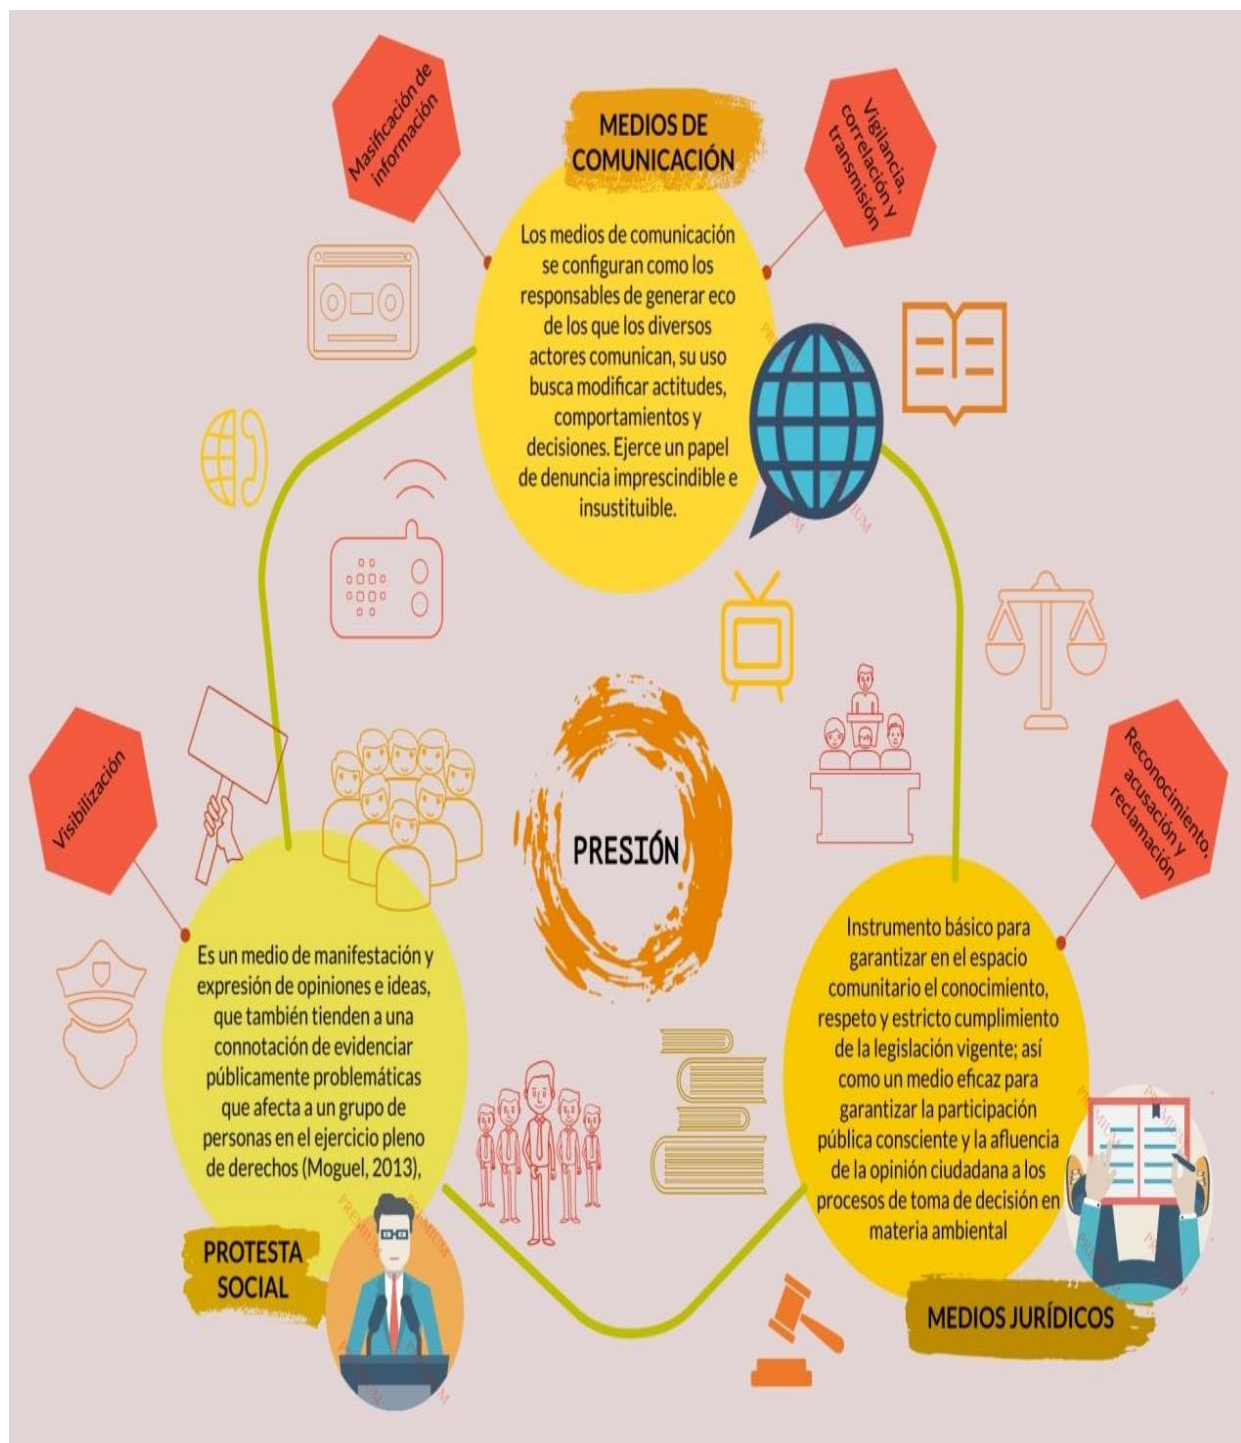 Masificación de
información
MEDIOS DE
COMUNICACIÓN
Vigilancia,
correlación y
transmisión
Los medios de comunicación
se configuran como los
responsables de generar eco
de los que los diversos
actores comunican, su uso
busca modificar actitudes,
comportamientos y
decisiones. Ejerce un papel
de denuncia imprescindible e
insustituible.
PRESIÓN
Visibilización
Es un medio de manifestación y
expresión de opiniones e ideas,
que también tienden a una
connotación de evidenciar
públicamente problemáticas
que afecta a un grupo de
personas en el ejercicio pleno
de derechos (Moguel, 2013),
PROTESTA
SOCIAL
Reconocimiento,
acusación y
reclamación
Instrumento básico para
garantizar en el espacio
comunitario el conocimiento,
respeto y estricto cumplimiento
de la legislación vigente; así
como un medio eficaz para
garantizar la participación
pública consciente y la afluencia
de la opinión ciudadana a los
procesos de toma de decisión en
materia ambiental
MEDIOS JURÍDICOS
PREMIUM
PREMIUM
PREMIUM
PREMIUM